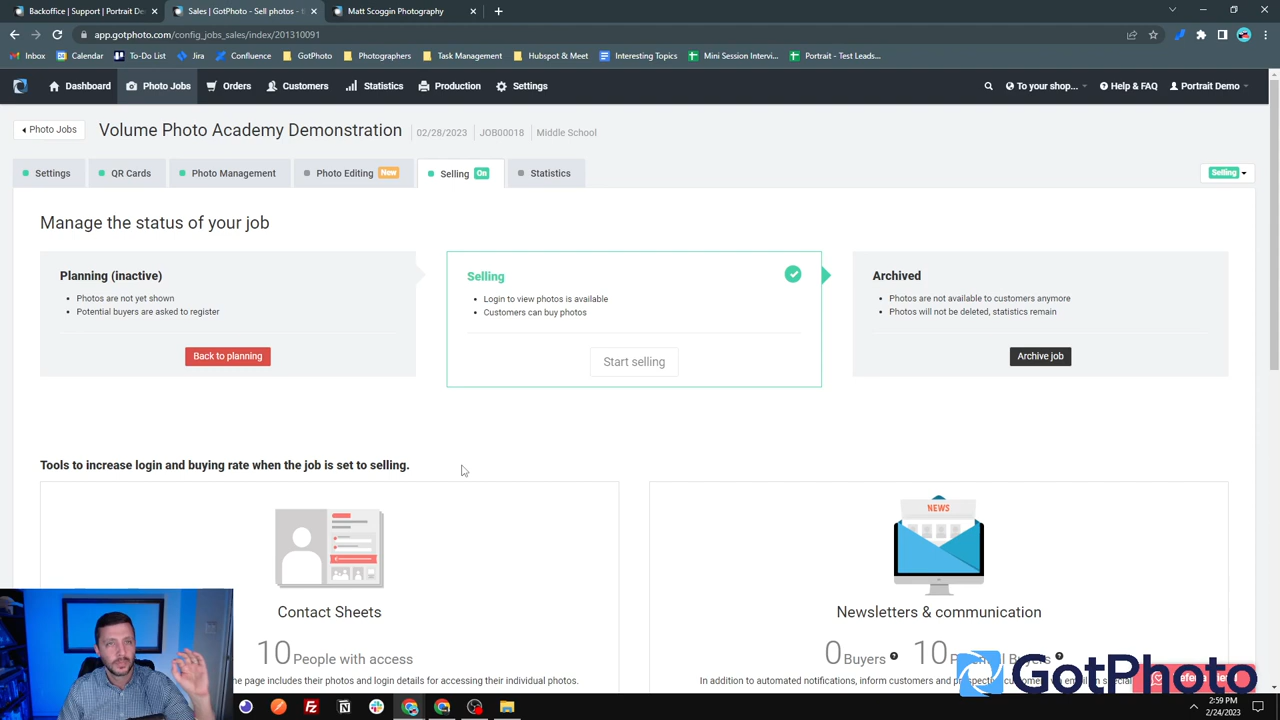 Backoffice | Support | Portrait De
Sales | GotPhoto - Sell photos - t
Matt Scoggin Photography
app.gotphoto.com/config_jobs_sales/index/201310091
Inbox
Calendar
To-Do List
Jira
Confluence
GotPhoto
Photographers
Task Management
Hubspot & Meet
Interesting Topics
Mini Session Intervi...
Portrait - Test Leads...
Dashboard
Photo Jobs
Orders
Customers
Statistics
Production
Settings
To your shop...
Help & FAQ
Portrait Demo
Photo Jobs
Volume Photo Academy Demonstration
02/28/2023
JOB00018
Middle School
Settings
QR Cards
Photo Management
Photo Editing New
Selling On
Statistics
Selling
Manage the status of your job
Planning (inactive)
Photos are not yet shown
Potential buyers are asked to register
Back to planning
Selling
Login to view photos is available
Customers can buy photos
Start selling
Archived
Photos are not available to customers anymore
Photos will not be deleted, statistics remain
Archive job
Tools to increase login and buying rate when the job is set to selling.
Contact Sheets
10 People with access
page includes their photos and login details for accessing their individual photos.
NEWS
Newsletters & communication
0 Buyers
10
Buyers
In addition to automated notifications, inform customers and
GotPhoto
2:59 PM
2/24/2023